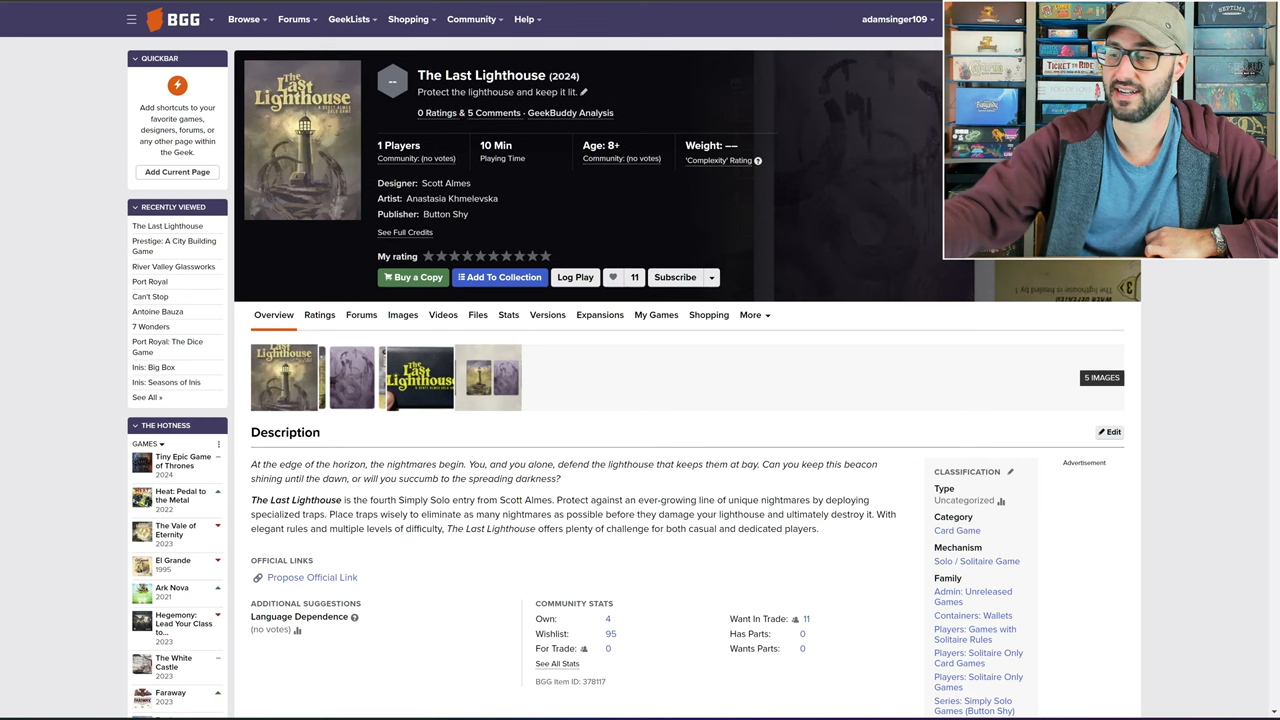 BGG
Browse
Forums
GeekLists
Shopping
Community
Help
adamsinger109
QUICKBAR
Add shortcuts to your
favorite games,
designers, forums, or
any other page within
the Geek.
Add Current Page
RECENTLY VIEWED
The Last Lighthouse
Prestige: A City Building
Game
River Valley Glassworks
Port Royal
Can't Stop
Antoine Bauza
7 Wonders
Port Royal: The Dice
Game
Inis: Big Box
Inis: Seasons of Inis
See All »
THE HOTNESS
GAMES
Tiny Epic Game
of Thrones
2024
Heat: Pedal to
the Metal
2022
The Vale of
Eternity
2023
El Grande
1995
Ark Nova
2021
Hegemony:
Lead Your Class
to...
2023
The White
Castle
2023
Faraway
2023
The
Last
Lighthouse
--
The Last Lighthouse (2024)
Protect the lighthouse and keep it lit.
0 Ratings & 5 Comments - GeekBuddy Analysis
1 Players
Community: (no votes)
10 Min
Playing Time
Age: 8+
Community: (no votes)
Weight: --
'Complexity' Rating
Designer: Scott Almes
Artist: Anastasia Khmelevska
Publisher: Button Shy
See Full Credits
My rating
Buy a Copy
Add To Collection
Log Play
11
Subscribe
SEPTIMA
TICKET TO RIDE
Overview
Ratings
Forums
Images
Videos
Files
Stats
Versions
Expansions
My Games
Shopping
More
Lighthouse
The
Last
Lighthouse
5 IMAGES
Description
Edit
At the edge of the horizon, the nightmares begin. You, and you alone, defend the lighthouse that keeps them at bay. Can you keep this beacon
shining until the dawn, or will you succumb to the spreading darkness?
The Last Lighthouse is the fourth Simply Solo entry from Scott Almes. Protect against an ever-growing line of unique nightmares by deploying
specialized traps. Place traps wisely to eliminate as many nightmares as possible before they damage your lighthouse and ultimately destroy it. With
elegant rules and multiple levels of difficulty, The Last Lighthouse offers plenty of challenge for both casual and dedicated players.
OFFICIAL LINKS
Propose Official Link
ADDITIONAL SUGGESTIONS
Language Dependence
(no votes)
COMMUNITY STATS
Own: 4
Wishlist: 95
For Trade: 0
See All Stats
BGG Item ID: 378117
Want In Trade: 11
Has Parts: 0
Wants Parts: 0
CLASSIFICATION
Type
Uncategorized
Category
Card Game
Mechanism
Solo / Solitaire Game
Family
Admin: Unreleased
Games
Containers: Wallets
Players: Games with
Solitaire Rules
Players: Solitaire Only
Card Games
Players: Solitaire Only
Games
Series: Simply Solo
Games (Button Shy)
Advertisement